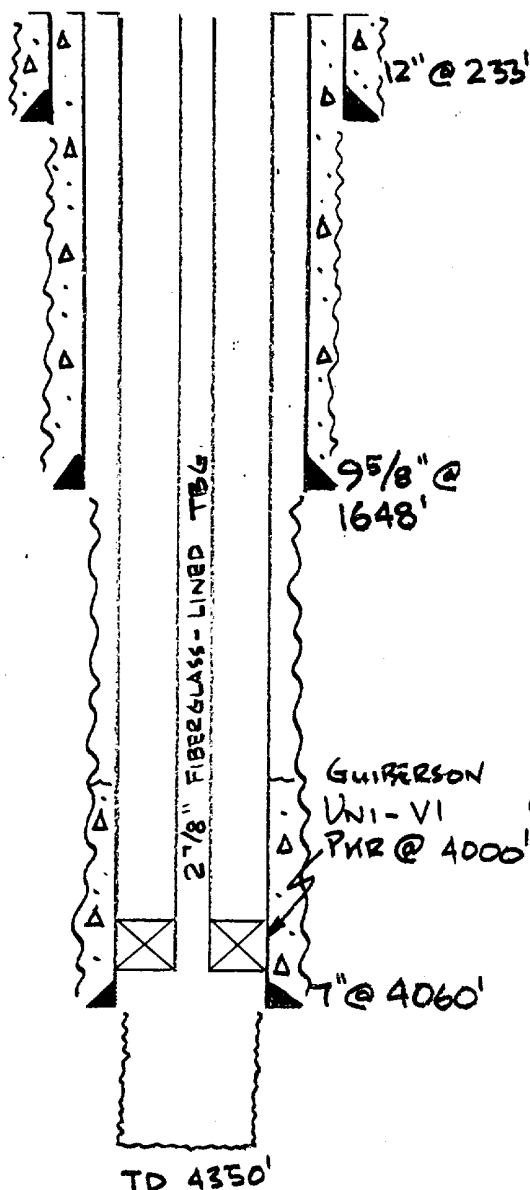 12" @ 233'
9 5/8" @
1648'
2 7/8" FIBERGLASS-LINED TBG
GUIBERSON
UNI-VI
PKR @ 4000'
7" @ 4060'
TD 4350'